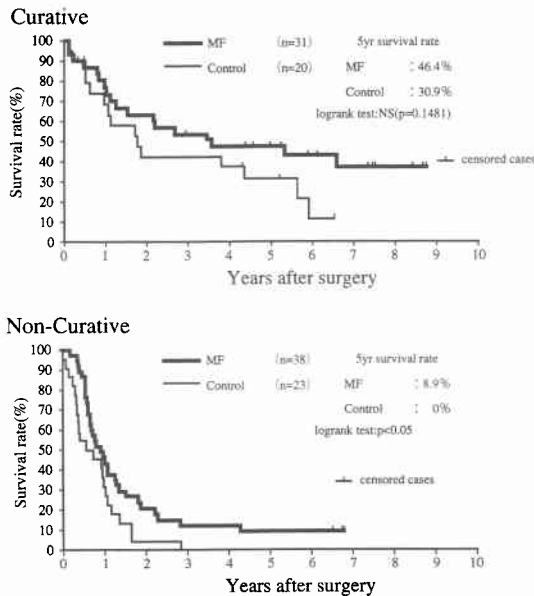 Curative
MF (n=31) 5yr survival rate
Control (n=20) MF : 46.4%
Control : 30.9%
logrank test:NS(p=0.1481)
censored cases
Survival rate(%)
100
90
80
70
60
50
40
30
20
10
0
0 1 2 3 4 5 6 7 8 9 10
Years after surgery
Non-Curative
MF (n=38) 5yr survival rate
Control (n=23) MF : 8.9%
Control : 0%
logrank test:p<0.05
censored cases
Survival rate(%)
100
90
80
70
60
50
40
30
20
10
0
0 1 2 3 4 5 6 7 8 9 10
Years after surgery